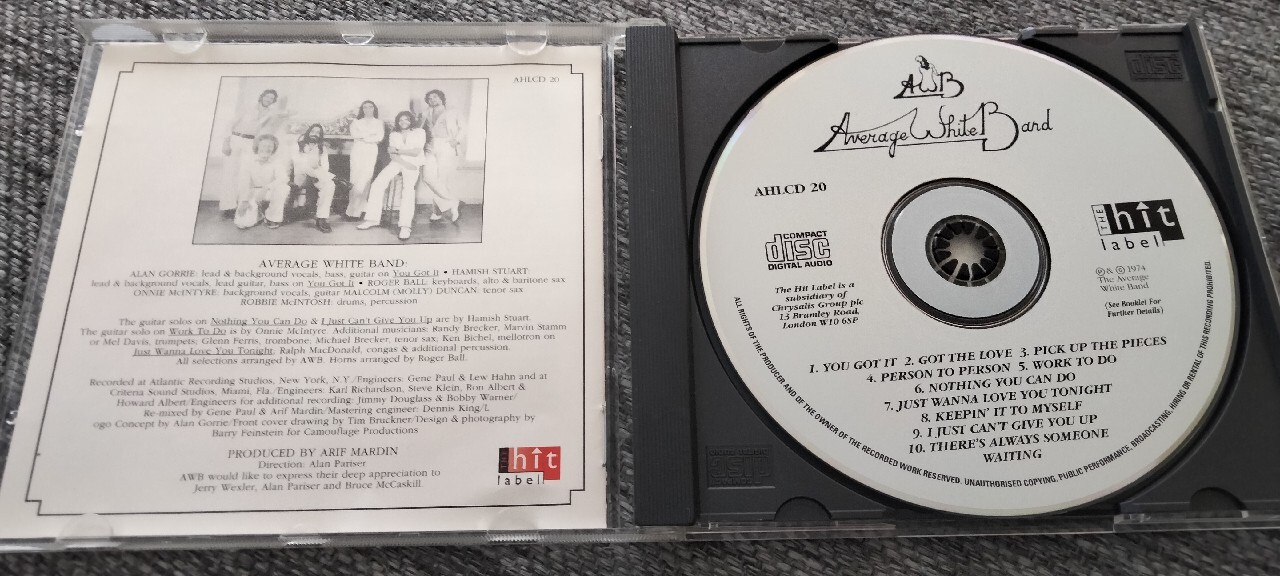 AHLCD 20
AVERAGE WHITE BAND:
ALAN GORRIE: lead & background vocals, bass, guitar on You Got It • HAMISH STUART:
lead & background vocals, lead guitar, bass on You Got It • ROGER BALL: keyboards, alto & baritone sax
ONNIE McINTYRE: background vocals, guitar MALCOLM (MOLLY) DUNCAN: tenor sax
ROBBIE McINTOSH: drums, percussion
The guitar solos on Nothing You Can Do & I Just Can't Give You Up are by Hamish Stuart.
The guitar solo on Work To Do is by Onnie McIntyre. Additional musicians: Randy Brecker, Marvin Stamm
or Mel Davis, trumpets; Glenn Ferris, trombone; Michael Brecker, tenor sax; Ken Bichel, mellotron on
Just Wanna Love You Tonight, Ralph MacDonald, congas & additional percussion.
All selections arranged by AWB. Horns arranged by Roger Ball.
Recorded at Atlantic Recording Studios, New York, N.Y./Engineers: Gene Paul & Lew Hahn and at
Criteria Sound Studios, Miami, Fla./Engineers: Karl Richardson, Steve Klein, Ron Albert &
Howard Albert/Engineers for additional recording: Jimmy Douglass & Bobby Warner/
Re-mixed by Gene Paul & Arif Mardin/Mastering engineer: Dennis King/L
ogo Concept by Alan Gorrie/Front cover drawing by Tim Bruckner/Design & photography by
Barry Feinstein for Camouflage Productions
PRODUCED BY ARIF MARDIN
Direction: Alan Pariser
AWB would like to express their deep appreciation to
Jerry Wexler, Alan Pariser and Bruce McCaskill.
THE hit
label
AWB
Average White Band
AHLCD 20
COMPACT
disc
DIGITAL AUDIO
THE hit
label
The Hit Label is a
subsidiary of
Chrysalis Group plc
13 Bramley Road,
London W10 6SP
Ⓟ & © 1974
The Average
White Band
(See Booklet For
Further Details)
1. YOU GOT IT 2. GOT THE LOVE 3. PICK UP THE PIECES
4. PERSON TO PERSON 5. WORK TO DO
6. NOTHING YOU CAN DO
7. JUST WANNA LOVE YOU TONIGHT
8. KEEPIN' IT TO MYSELF
9. I JUST CAN'T GIVE YOU UP
10. THERE'S ALWAYS SOMEONE
WAITING
ALL RIGHTS OF THE PRODUCER AND OF THE OWNER OF THE RECORDED WORK RESERVED. UNAUTHORISED COPYING, PUBLIC PERFORMANCE, BROADCASTING, HIRING OR RENTAL OF THIS RECORDING PROHIBITED.
disc